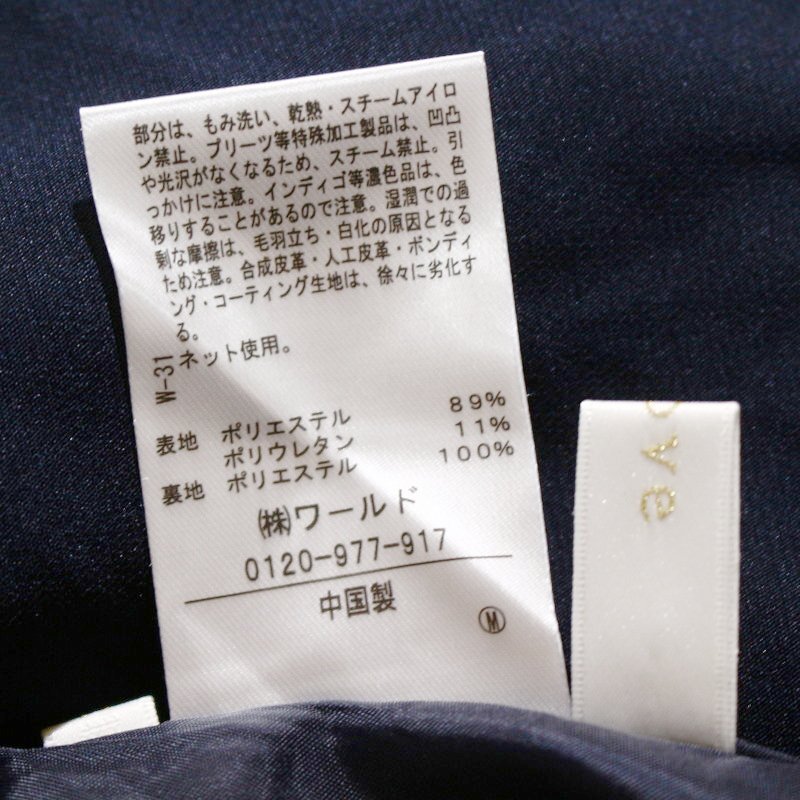 部分は、もみ洗い、乾熱・スチームアイロ
ン禁止。プリーツ等特殊加工製品は、凹凸
や光沢がなくなるため、スチーム禁止。引
っかけに注意。インディゴ等濃色品は、色
移りすることがあるので注意。湿潤での過
剰な摩擦は、毛羽立ち・白化の原因となる
ため注意。合成皮革・人工皮革・ボンディ
ング・コーティング生地は、徐々に劣化す
る。
W-31 ネット使用。
表地 ポリエステル 89%
ポリウレタン 11%
裏地 ポリエステル 100%
㈱ワールド
0120-977-917
中国製
Ⓜ
ove